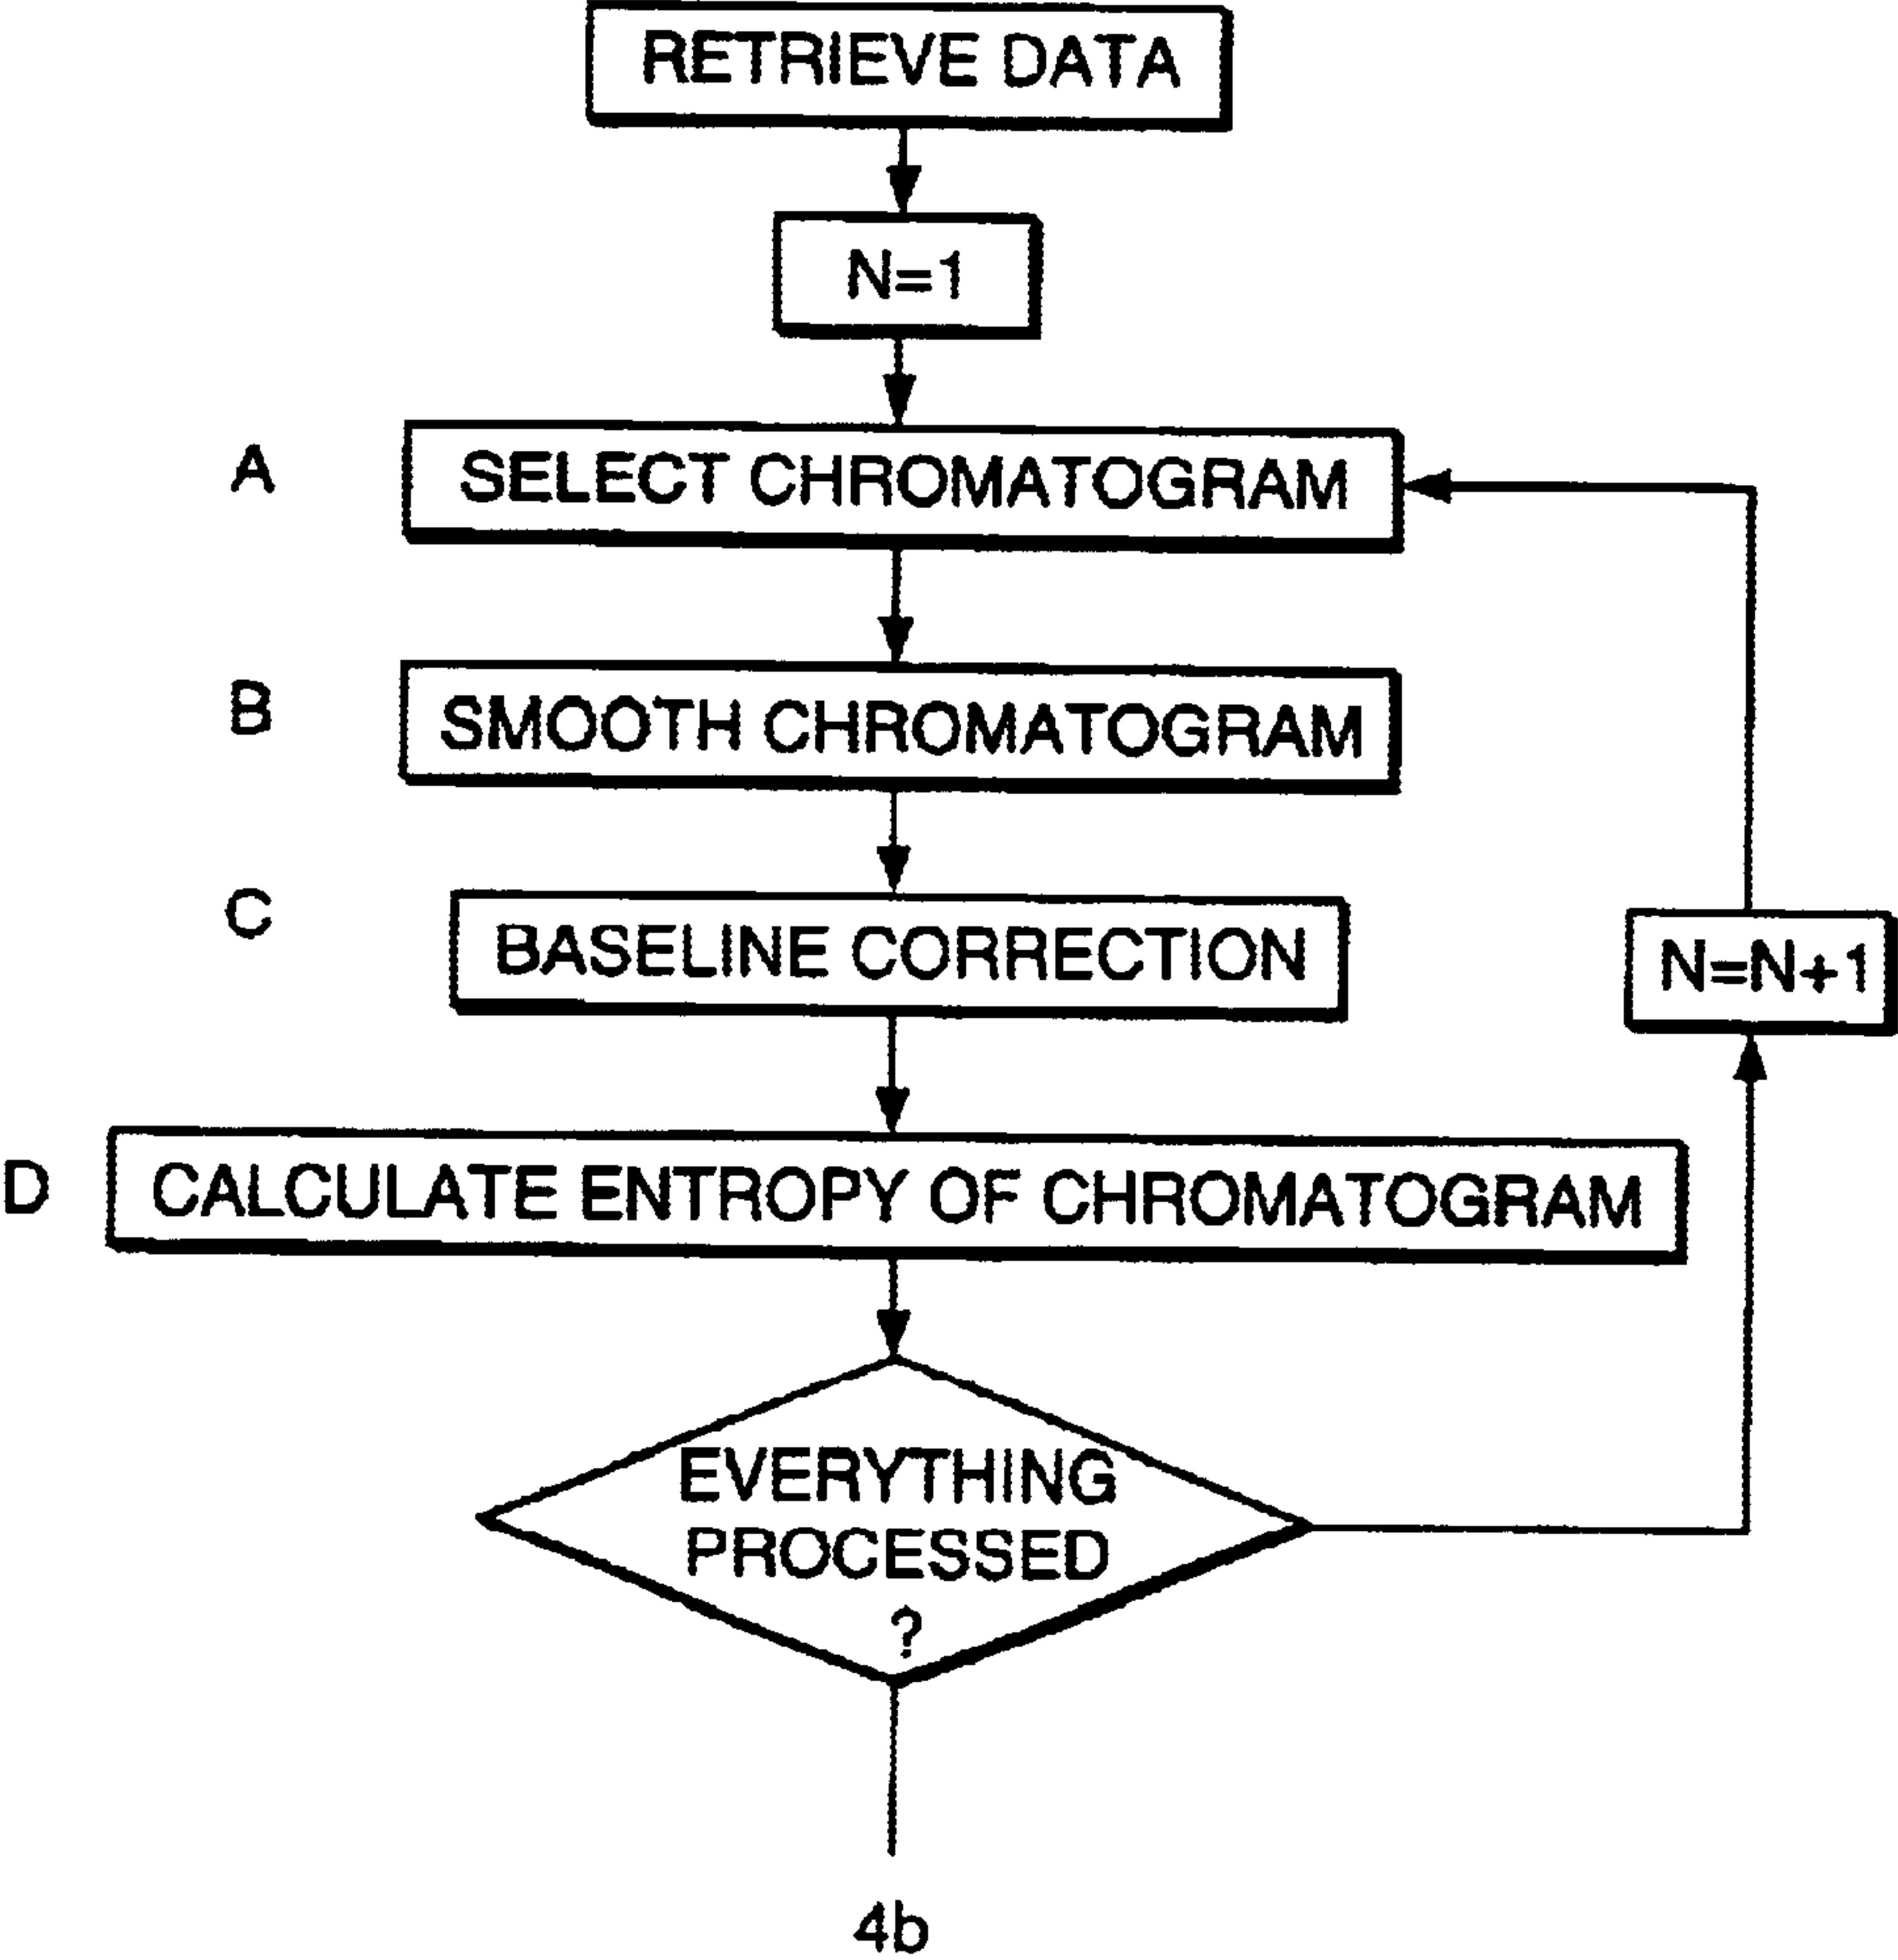 RETRIEVE DATA
N=1
A
SELECT CHROMATOGRAM
B
SMOOTH CHROMATOGRAM
C
BASELINE CORRECTION
N=N+1
D
CALCULATE ENTROPY OF CHROMATOGRAM
EVERYTHING
PROCESSED
?
4b